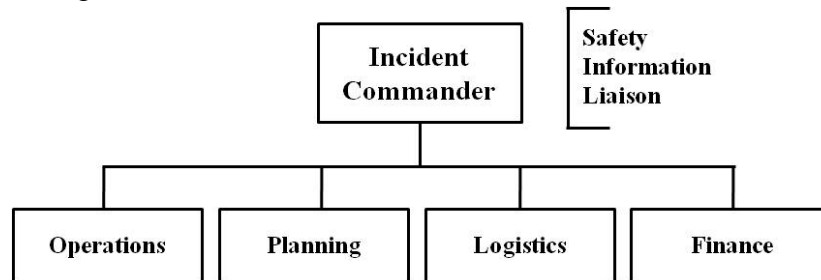 Incident
Commander
Safety
Information
Liaison
Operations
Planning
Logistics
Finance